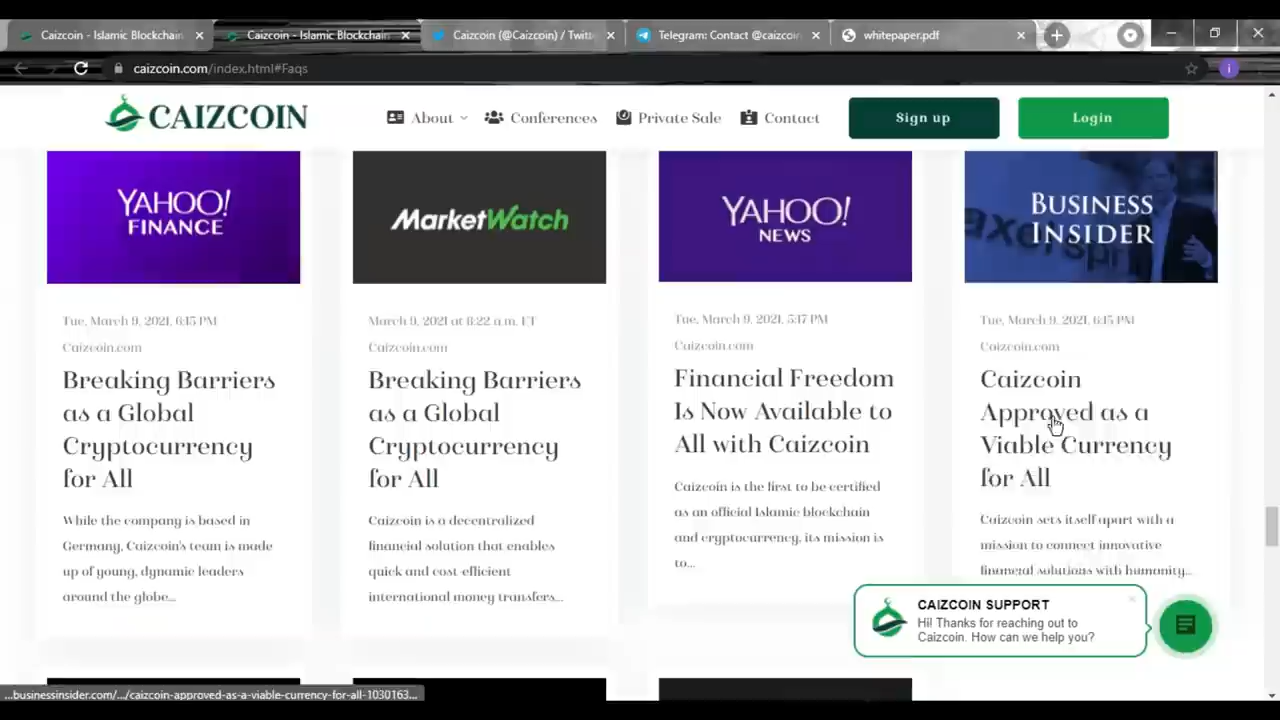 Caizcoin - Islamic Blockchain
Caizcoin - Islamic Blockchain
Caizcoin (@Caizcoin) / Twitt
Telegram: Contact @caizcoin
whitepaper.pdf
caizcoin.com/index.html#Faqs
i
CAIZCOIN
About
Conferences
Private Sale
Contact
Sign up
Login
YAHOO!
FINANCE
Tue, March 9, 2021, 6:15 PM
Caizcoin.com
Breaking Barriers
as a Global
Cryptocurrency
for All
While the company is based in
Germany, Caizcoin's team is made
up of young, dynamic leaders
around the globe...
MarketWatch
March 9, 2021 at 8:22 a.m. ET
Caizcoin.com
Breaking Barriers
as a Global
Cryptocurrency
for All
Caizcoin is a decentralized
financial solution that enables
quick and cost-efficient
international money transfers...
YAHOO!
NEWS
Tue, March 9, 2021, 5:17 PM
Caizcoin.com
Financial Freedom
Is Now Available to
All with Caizcoin
Caizcoin is the first to be certified
as an official Islamic blockchain
and cryptocurrency, its mission is
to...
BUSINESS
INSIDER
Tue, March 9, 2021, 6:15 PM
Caizcoin.com
Caizcoin
Approved as a
Viable Currency
for All
Caizcoin sets itself apart with a
mission to connect innovative
financial solutions with humanity...
CAIZCOIN SUPPORT
Hi! Thanks for reaching out to
Caizcoin. How can we help you?
...businessinsider.com/.../caizcoin-approved-as-a-viable-currency-for-all-1030163...